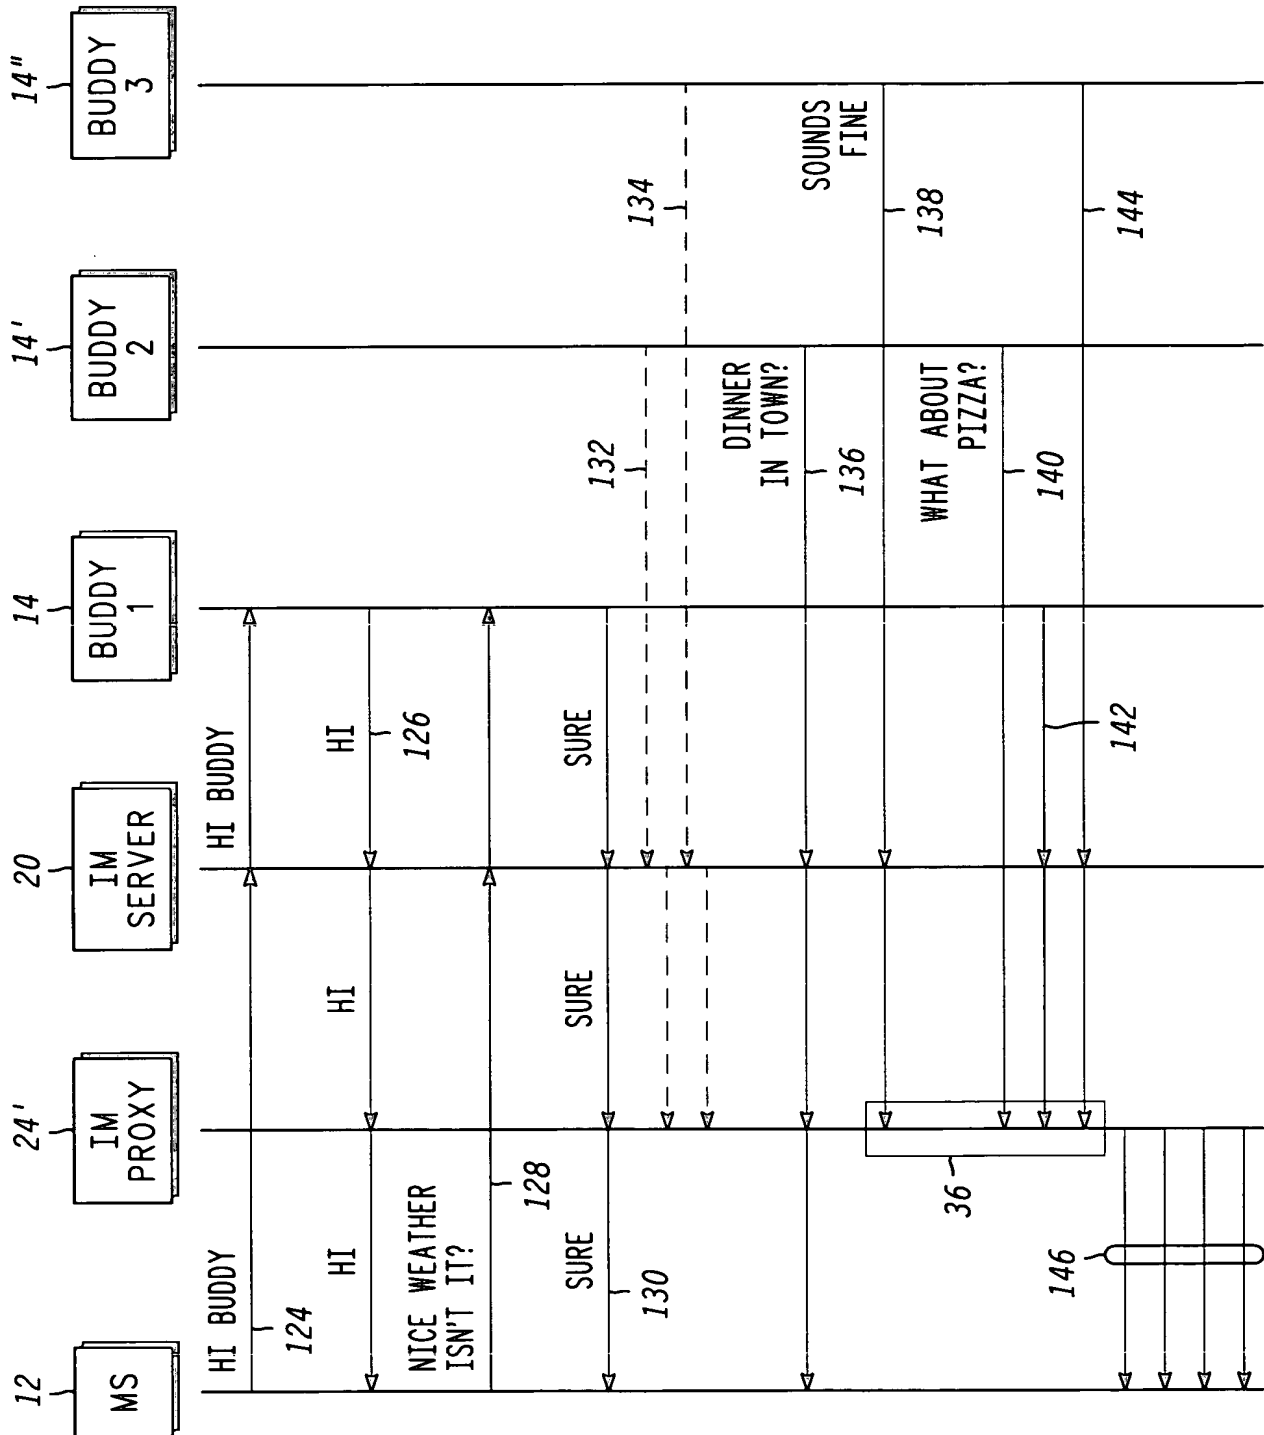 12
MS
24'
IM
PROXY
20
IM
SERVER
14
BUDDY
1
14'
BUDDY
2
14"
BUDDY
3
HI BUDDY
HI BUDDY
124
HI
HI
HI
126
NICE WEATHER
ISN'T IT?
128
SURE
SURE
SURE
130
132
134
DINNER
IN TOWN?
136
SOUNDS
FINE
138
WHAT ABOUT
PIZZA?
36
140
142
144
146